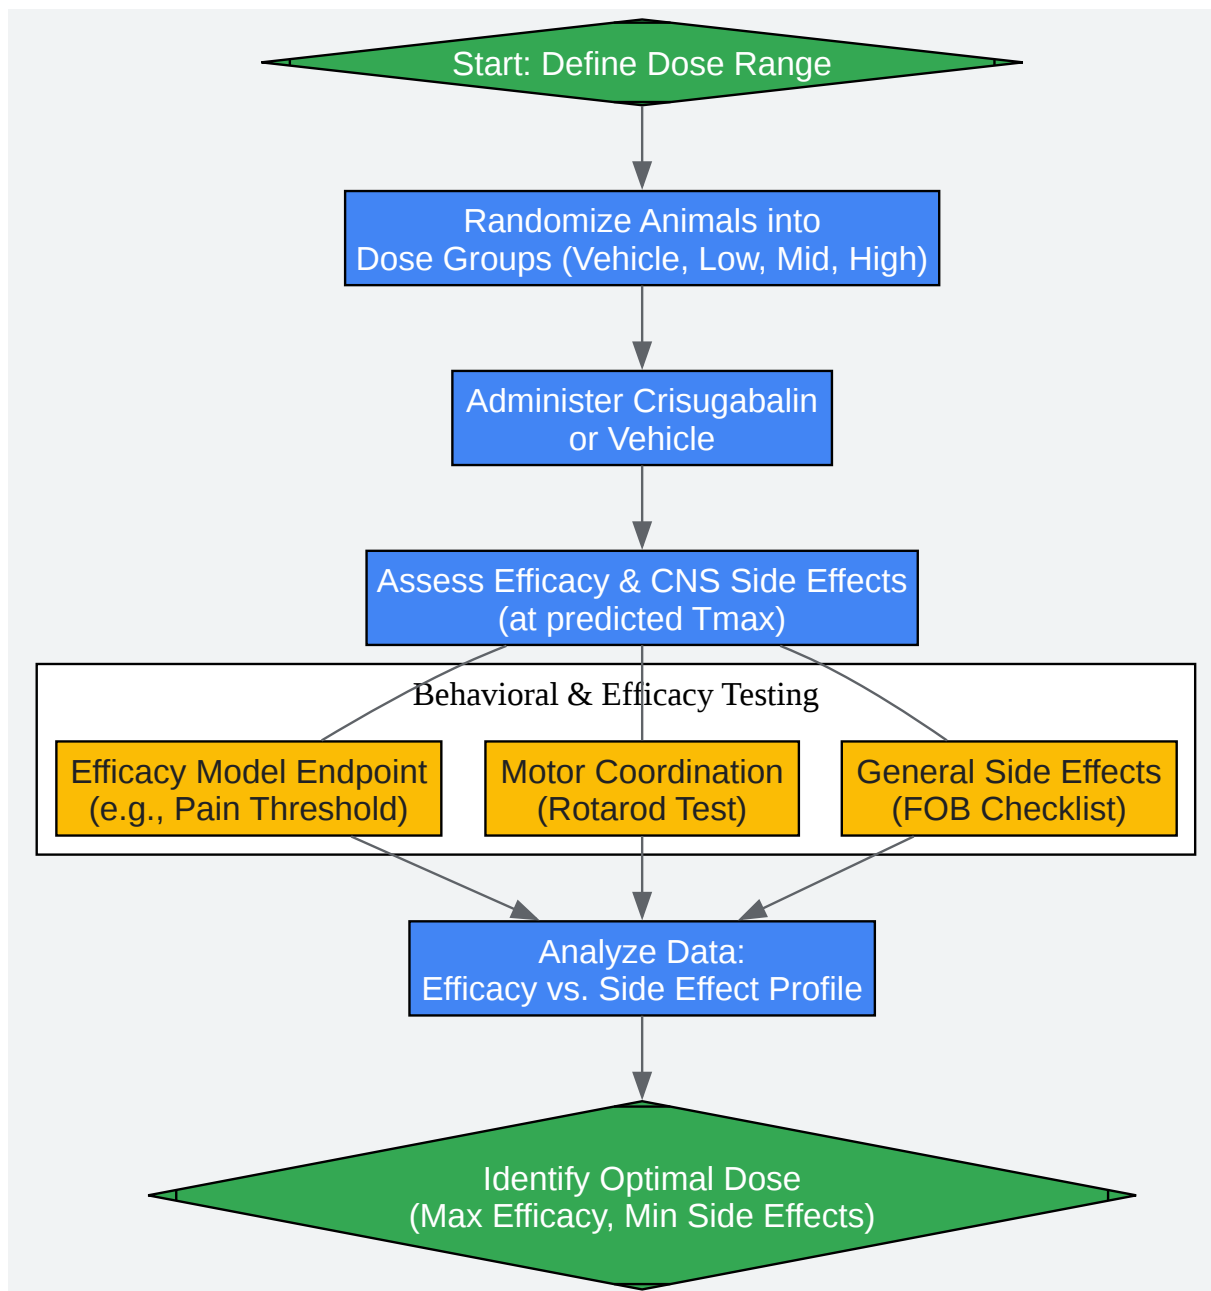 Start: Define Dose Range
Randomize Animals into
Dose Groups (Vehicle, Low, Mid, High)
Administer Crisugabalin
or Vehicle
Assess Efficacy & CNS Side Effects
(at predicted Tmax)
Behavioral & Efficacy Testing
Efficacy Model Endpoint
(e.g., Pain Threshold)
Motor Coordination
(Rotarod Test)
General Side Effects
(FOB Checklist)
Analyze Data:
Efficacy vs. Side Effect Profile
Identify Optimal Dose
(Max Efficacy, Min Side Effects)